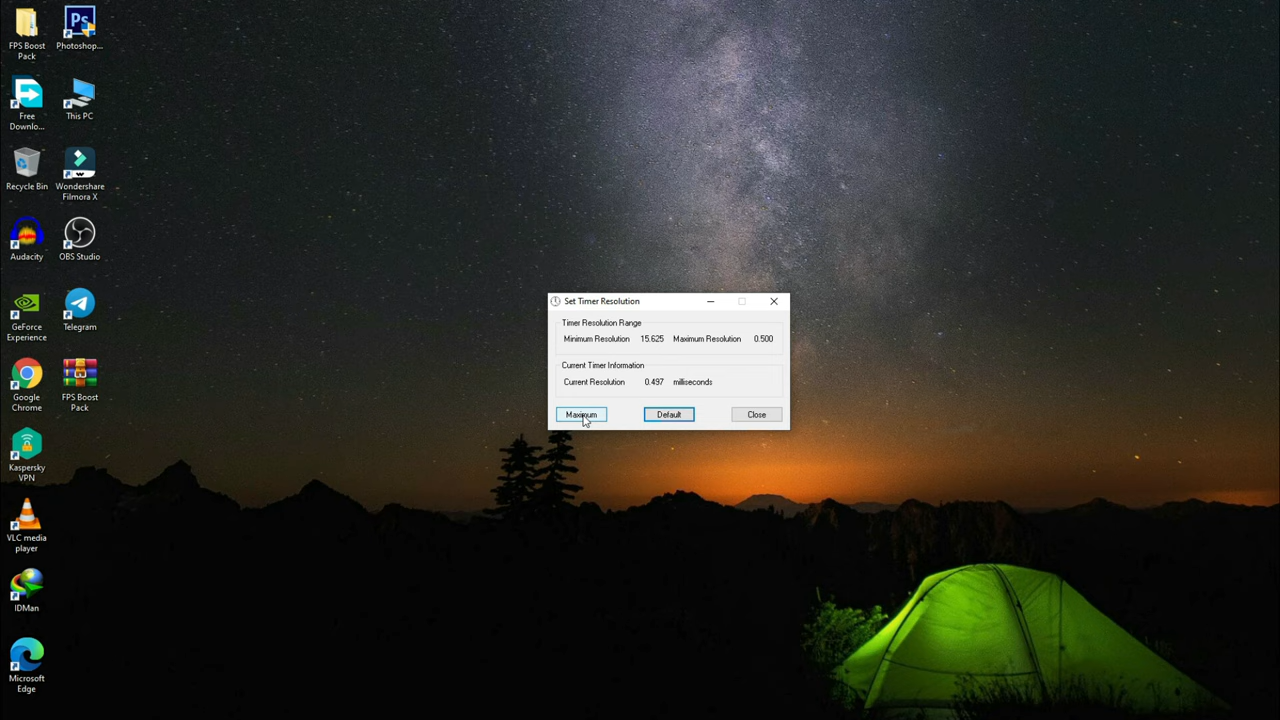 FPS Boost
Pack
Ps
Photoshop...
Free
Downlo...
This PC
Recycle Bin
Wondershare
Filmora X
Audacity
OBS Studio
GeForce
Experience
Telegram
Google
Chrome
FPS Boost
Pack
Kaspersky
VPN
VLC media
player
IDMan
Microsoft
Edge
Set Timer Resolution
Timer Resolution Range
Minimum Resolution 15.625 Maximum Resolution 0.500
Current Timer Information
Current Resolution 0.497 milliseconds
Maximum Default Close